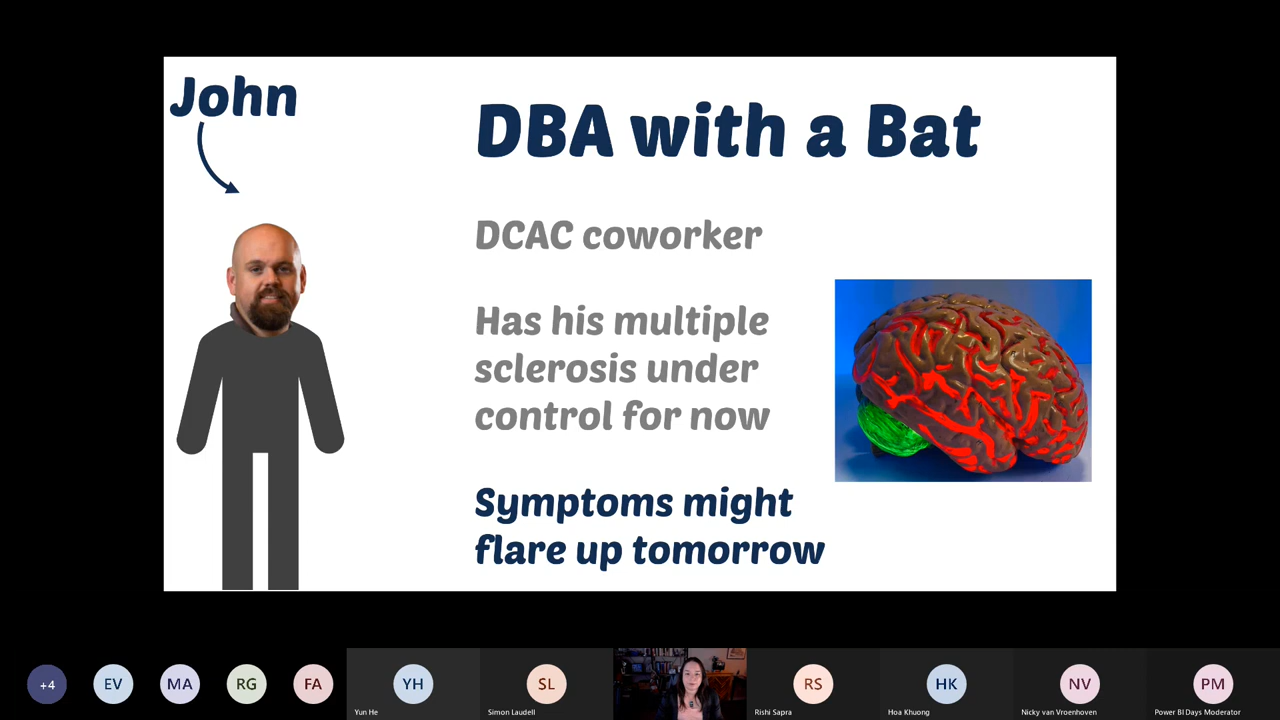 John
DBA with a Bat
DCAC coworker
Has his multiple
sclerosis under
control for now
Symptoms might
flare up tomorrow
+4
EV
MA
RG
FA
YH
SL
RS
HK
NV
PM
Yun He
Simon Laudell
Rishi Sapra
Hoa Khuong
Nicky van Vroenhoven
Power BI Days Moderator